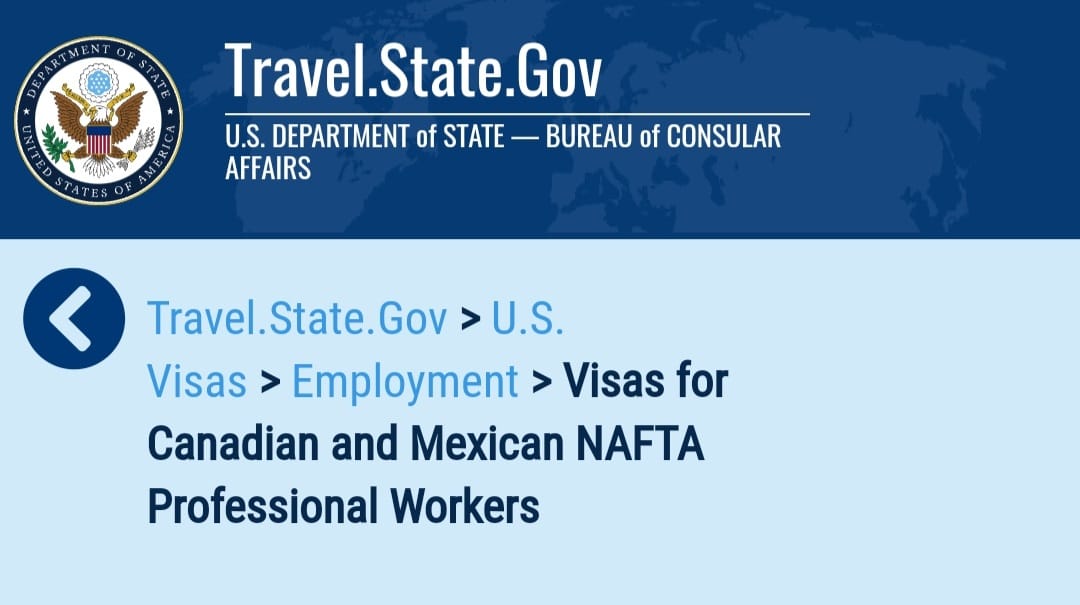 DEPARTMENT OF STATE
UNITED STATES OF AMERICA
Travel.State.Gov
U.S. DEPARTMENT of STATE — BUREAU of CONSULAR
AFFAIRS
Travel.State.Gov > U.S.
Visas > Employment > Visas for
Canadian and Mexican NAFTA
Professional Workers